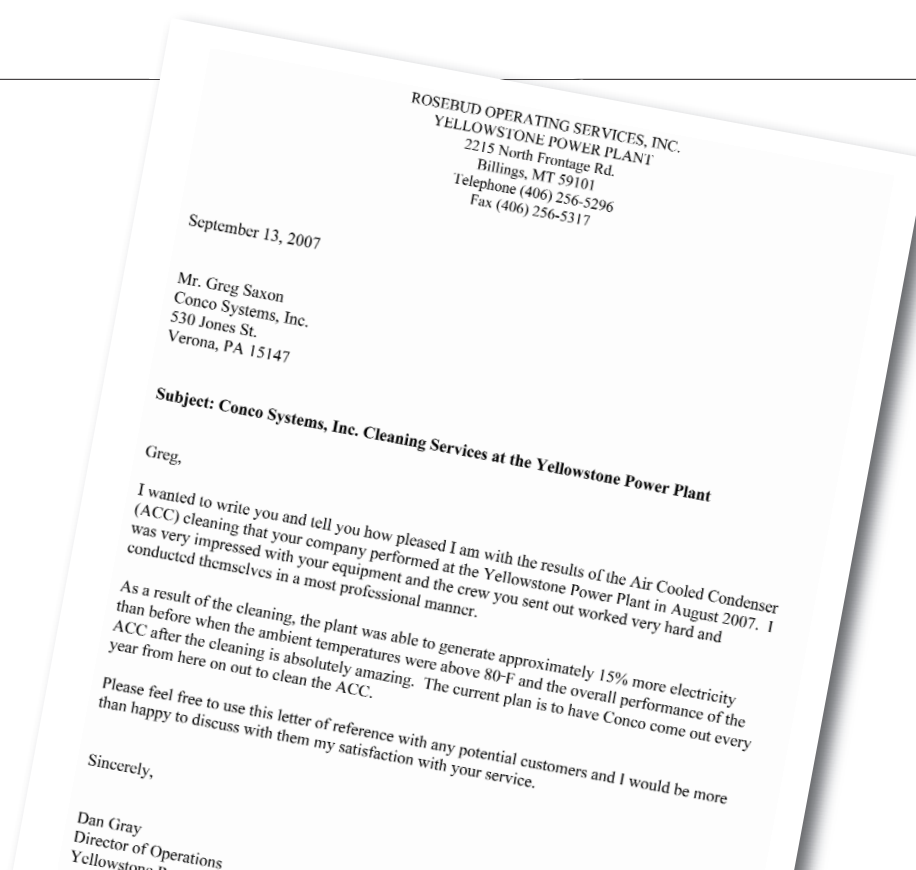 ROSEBUD OPERATING SERVICES, INC.
YELLOWSTONE POWER PLANT
2215 North Frontage Rd.
Billings, MT 59101
Telephone (406) 256-5296
Fax (406) 256-5317
September 13, 2007
Mr. Greg Saxon
Conco Systems, Inc.
530 Jones St.
Verona, PA 15147
Subject: Conco Systems, Inc. Cleaning Services at the Yellowstone Power Plant
Greg,
I wanted to write you and tell you how pleased I am with the results of the Air Cooled Condenser
(ACC) cleaning that your company performed at the Yellowstone Power Plant in August 2007. I
was very impressed with your equipment and the crew you sent out worked very hard and
conducted themselves in a most professional manner.
As a result of the cleaning, the plant was able to generate approximately 15% more electricity
than before when the ambient temperatures were above 80-F and the overall performance of the
ACC after the cleaning is absolutely amazing. The current plan is to have Conco come out every
year from here on out to clean the ACC.
Please feel free to use this letter of reference with any potential customers and I would be more
than happy to discuss with them my satisfaction with your service.
Sincerely,
Dan Gray
Director of Operations
Yellowstone